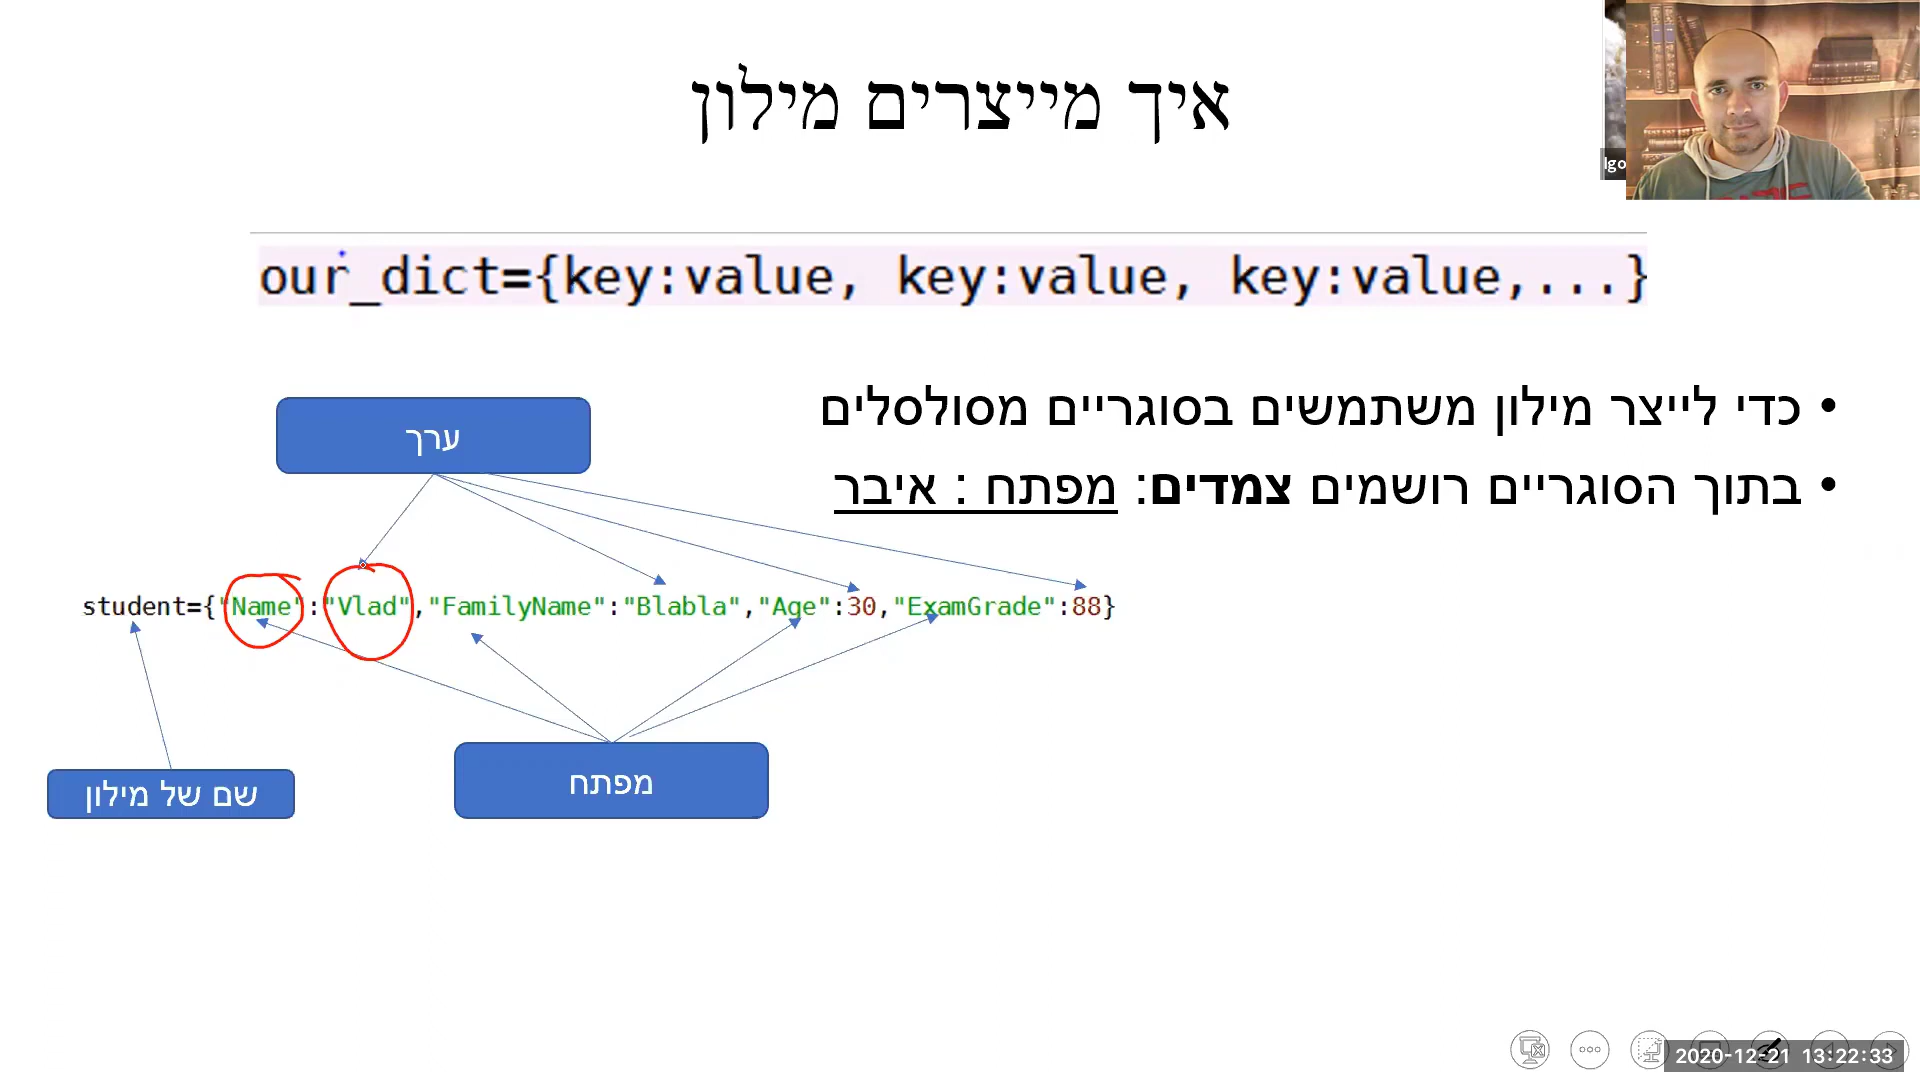 איך מייצרים מילון
Igo
our_dict={key:value, key:value, key:value,...}
כדי לייצר מילון משתמשים בסוגריים מסולסלים
בתוך הסוגריים רושמים צמדים: מפתח : איבר
ערך
student={"Name":"Vlad","FamilyName":"Blabla","Age":30,"ExamGrade":88}
מפתח
שם של מילון
2020-12-21 13:22:33